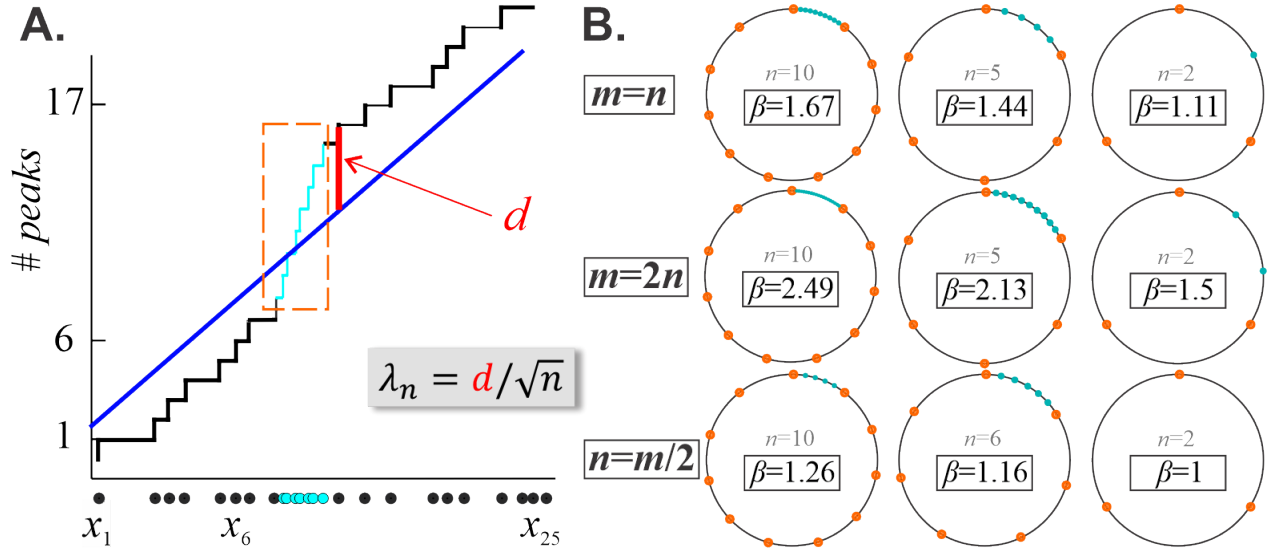 A.
17
6
1
# peaks
d
λₙ = d/√n
x₁
x₆
x₂₅
B.
m=n
n=10
β=1.67
n=5
β=1.44
n=2
β=1.11
m=2n
n=10
β=2.49
n=5
β=2.13
n=2
β=1.5
n=m/2
n=10
β=1.26
n=6
β=1.16
n=2
β=1